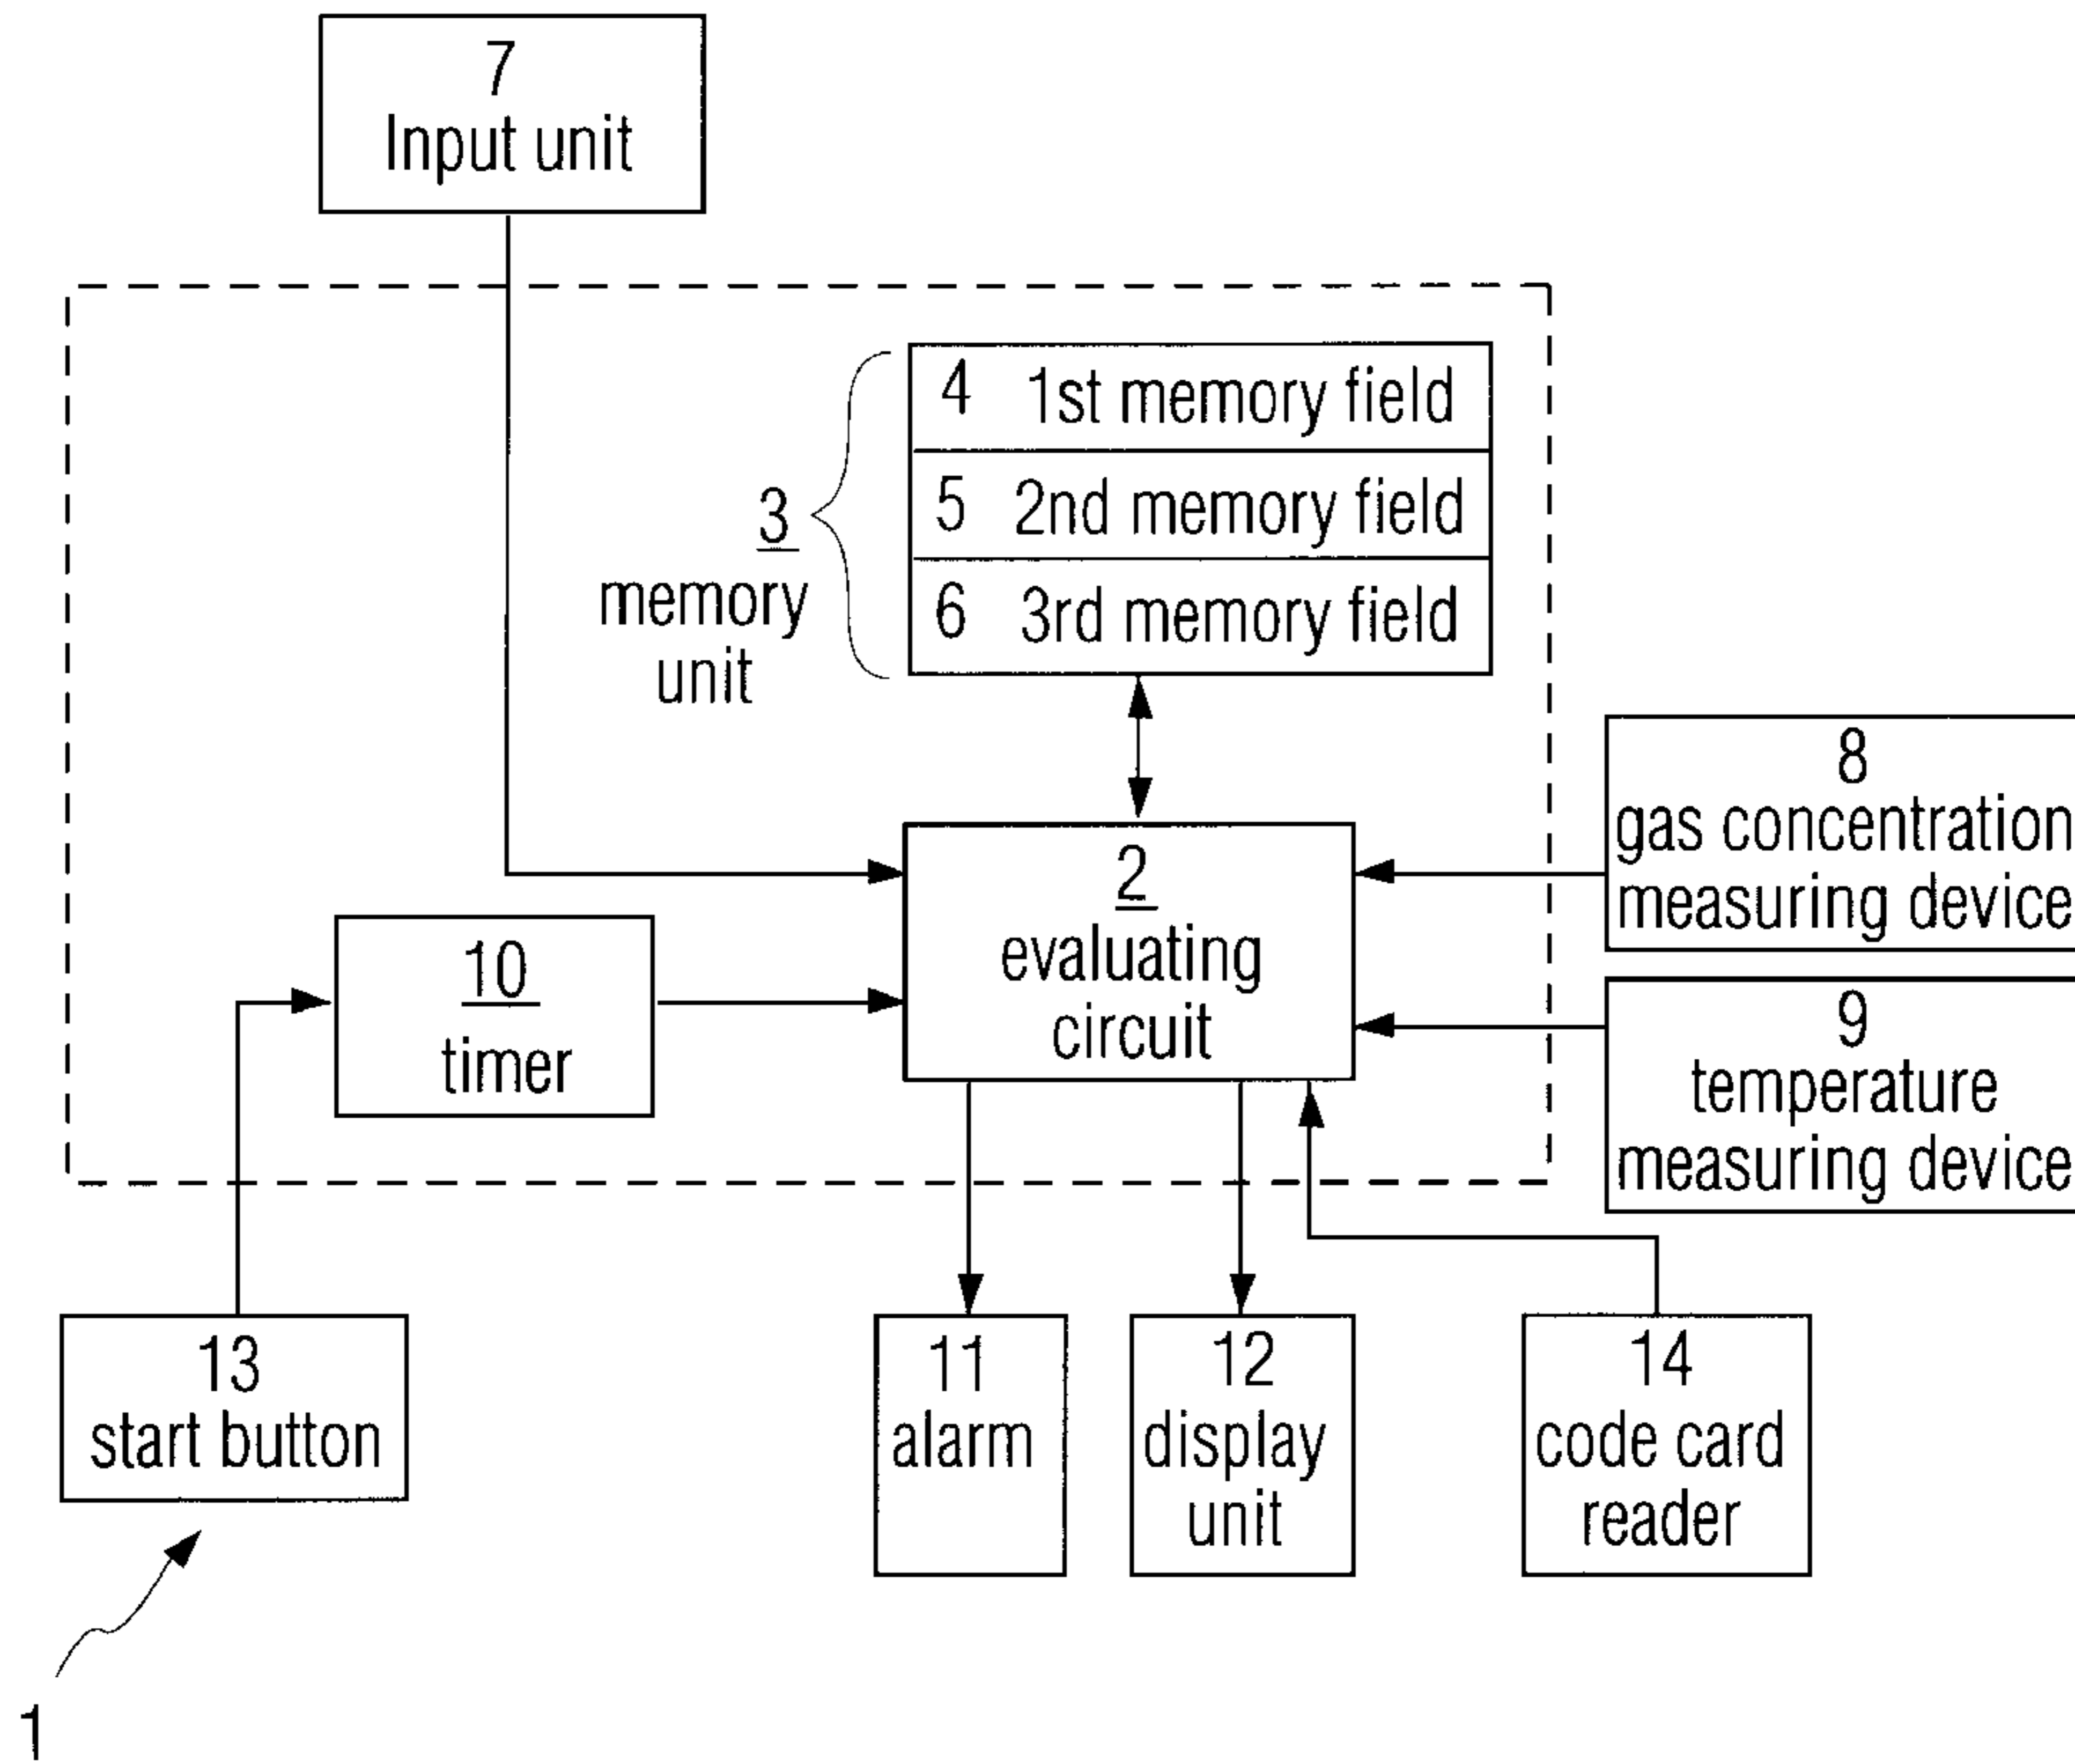 7
Input unit
4 1st memory field
5 2nd memory field
6 3rd memory field
3
memory
unit
8
gas concentration
measuring device
2
evaluating
circuit
10
timer
9
temperature
measuring device
13
start button
11
alarm
12
display
unit
14
code card
reader
1